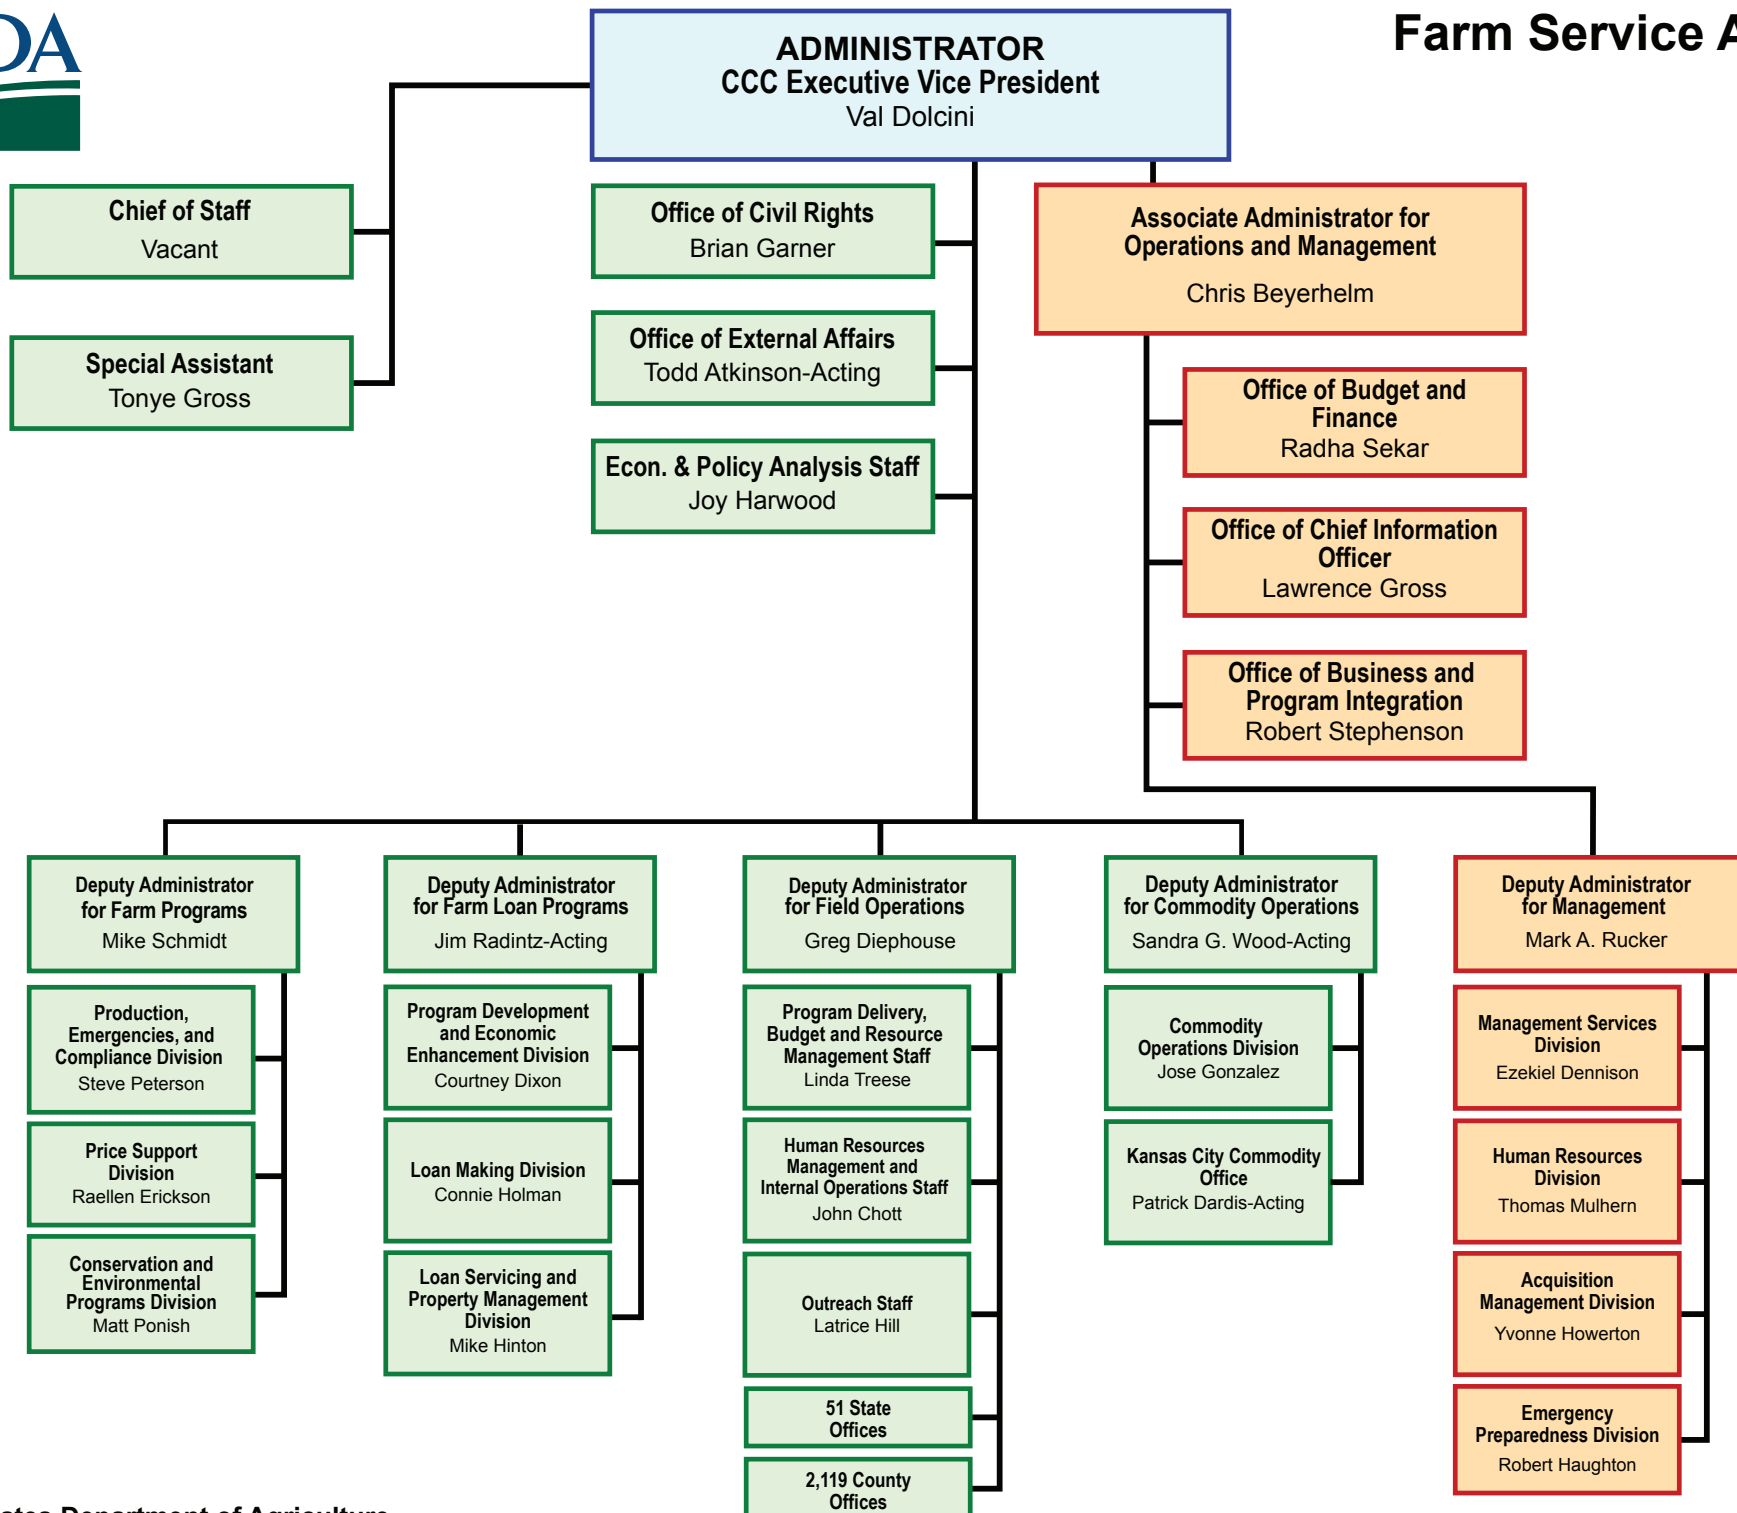 DA
Farm Service A
ADMINISTRATOR
CCC Executive Vice President
Val Dolcini
Chief of Staff
Vacant
Special Assistant
Tonye Gross
Office of Civil Rights
Brian Garner
Office of External Affairs
Todd Atkinson-Acting
Econ. & Policy Analysis Staff
Joy Harwood
Associate Administrator for
Operations and Management
Chris Beyerhelm
Office of Budget and
Finance
Radha Sekar
Office of Chief Information
Officer
Lawrence Gross
Office of Business and
Program Integration
Robert Stephenson
Deputy Administrator
for Farm Programs
Mike Schmidt
Production,
Emergencies, and
Compliance Division
Steve Peterson
Price Support
Division
Raellen Erickson
Conservation and
Environmental
Programs Division
Matt Ponish
Deputy Administrator
for Farm Loan Programs
Jim Radintz-Acting
Program Development
and Economic
Enhancement Division
Courtney Dixon
Loan Making Division
Connie Holman
Loan Servicing and
Property Management
Division
Mike Hinton
Deputy Administrator
for Field Operations
Greg Diephouse
Program Delivery,
Budget and Resource
Management Staff
Linda Treese
Human Resources
Management and
Internal Operations Staff
John Chott
Outreach Staff
Latrice Hill
51 State
Offices
2,119 County
Offices
Deputy Administrator
for Commodity Operations
Sandra G. Wood-Acting
Commodity
Operations Division
Jose Gonzalez
Kansas City Commodity
Office
Patrick Dardis-Acting
Deputy Administrator
for Management
Mark A. Rucker
Management Services
Division
Ezekiel Dennison
Human Resources
Division
Thomas Mulhern
Acquisition
Management Division
Yvonne Howerton
Emergency
Preparedness Division
Robert Haughton
ates Department of Agriculture